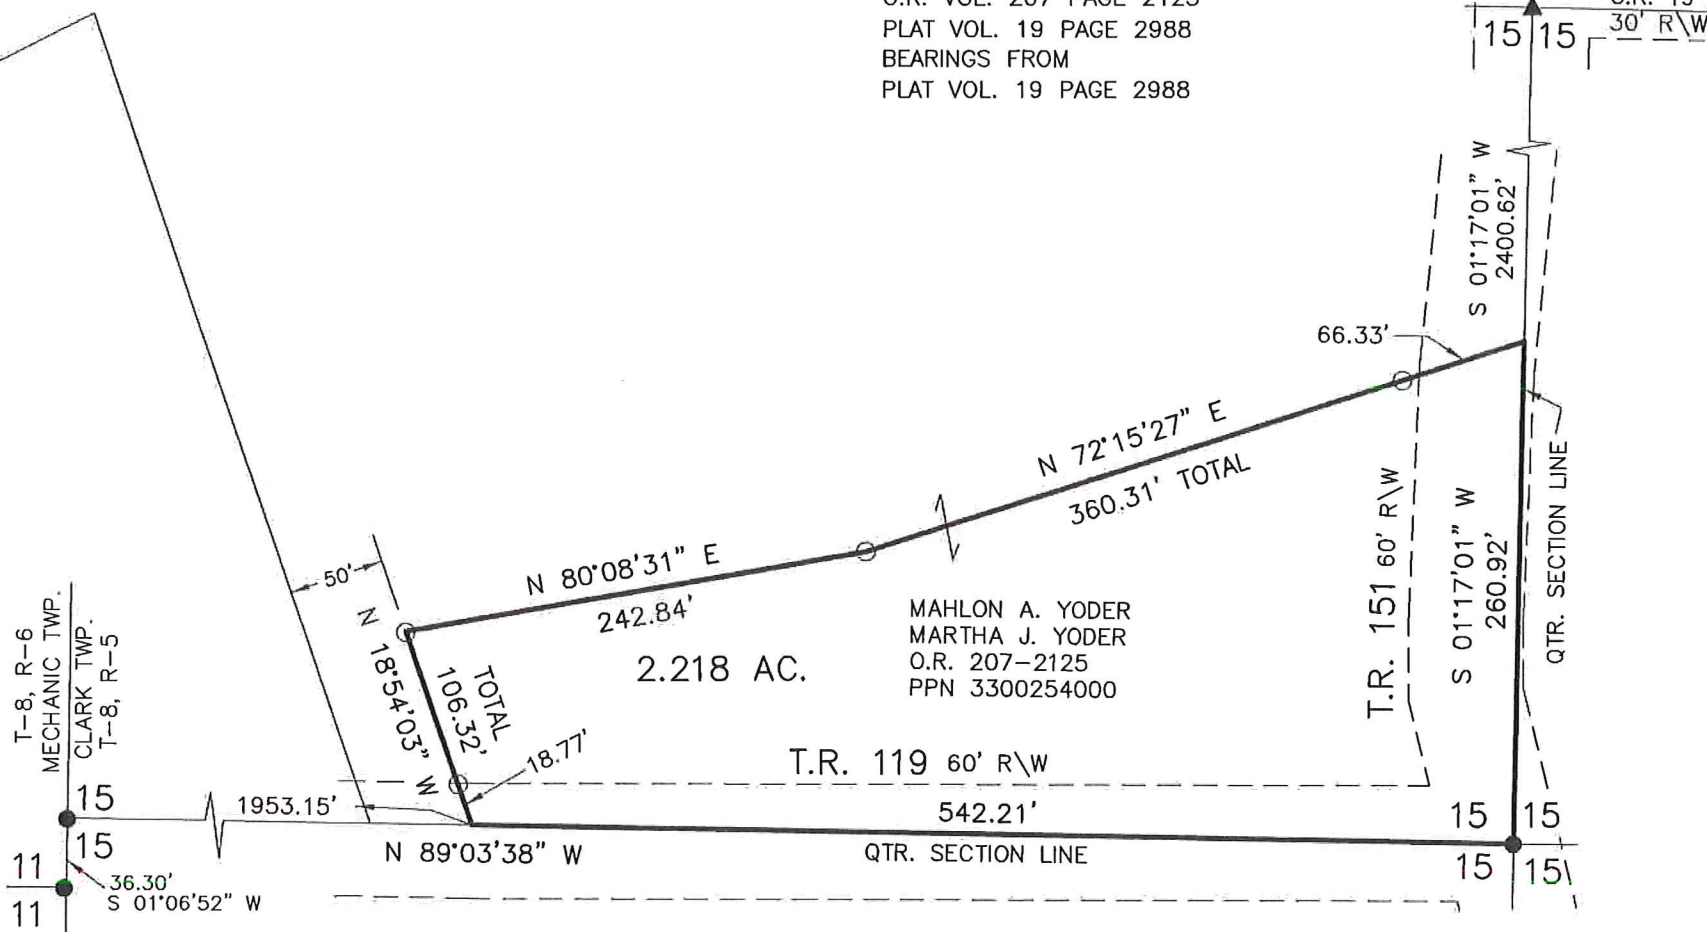 PLAT VOL. 19 PAGE 2988
BEARINGS FROM
PLAT VOL. 19 PAGE 2988
15 15
30' R\W
S 01°17'01" W
2400.62'
66.33'
N 72°15'27" E
360.31' TOTAL
50'
N 80°08'31" E
242.84'
N 18°54'03" W
TOTAL
106.32'
18.77'
2.218 AC.
MAHLON A. YODER
MARTHA J. YODER
O.R. 207-2125
PPN 3300254000
T.R. 151 60' R\W
S 01°17'01" W
260.92'
QTR. SECTION LINE
T-8, R-6
MECHANIC TWP.
CLARK TWP.
T-8, R-5
T.R. 119 60' R\W
15
1953.15'
542.21'
15 15
15
N 89°03'38" W
QTR. SECTION LINE
15 15
11
36.30'
S 01°06'52" W
11